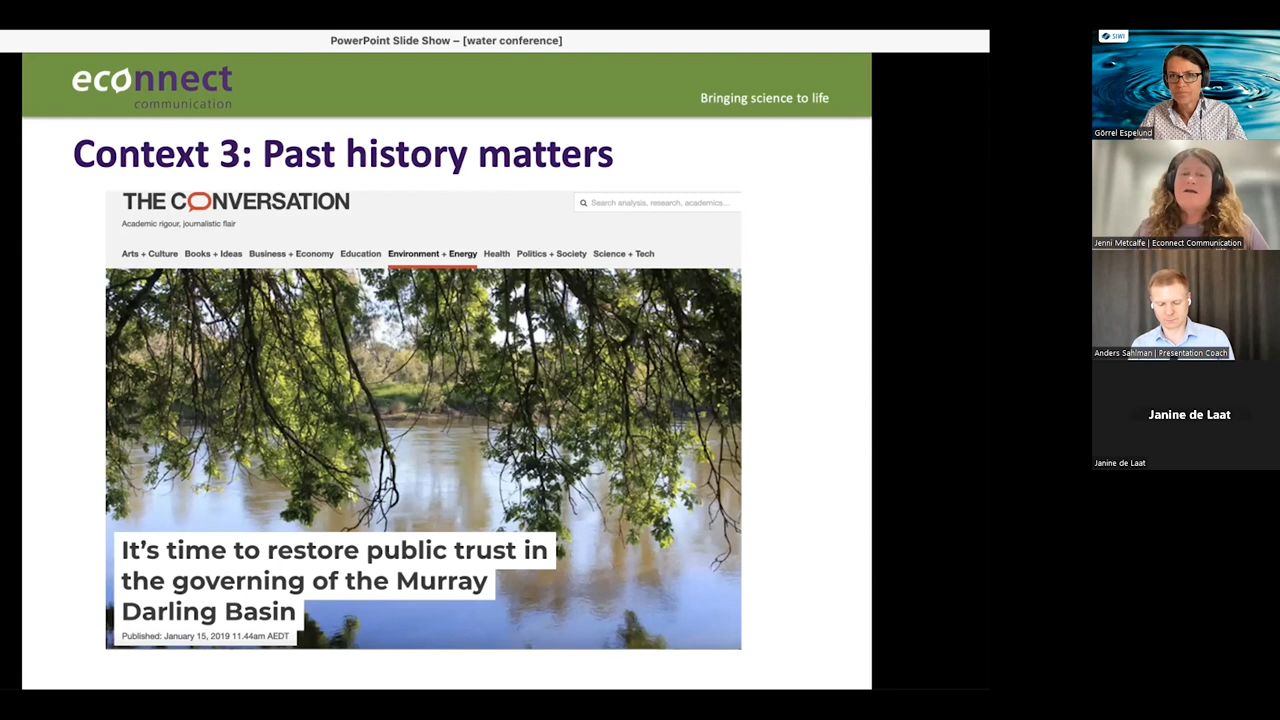 PowerPoint Slide Show – [water conference]
econnect
communication
Bringing science to life
Context 3: Past history matters
THE CONVERSATION
Search analysis, research, academics...
Academic rigour, journalistic flair
Arts + Culture Books + Ideas Business + Economy Education Environment + Energy Health Politics + Society Science + Tech
It's time to restore public trust in
the governing of the Murray
Darling Basin
Published: January 15, 2019 11.44am AEDT
SIWI
Görrel Espelund
Jenni Metcalfe | Econnect Communication
Anders Sahlman | Presentation Coach
Janine de Laat
Janine de Laat